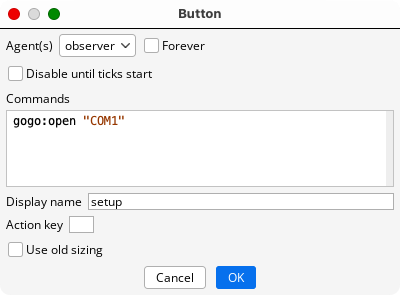 Button
Agent(s) observer Forever
Disable until ticks start
Commands
gogo:open "COM1"
Display name setup
Action key
Use old sizing
Cancel OK